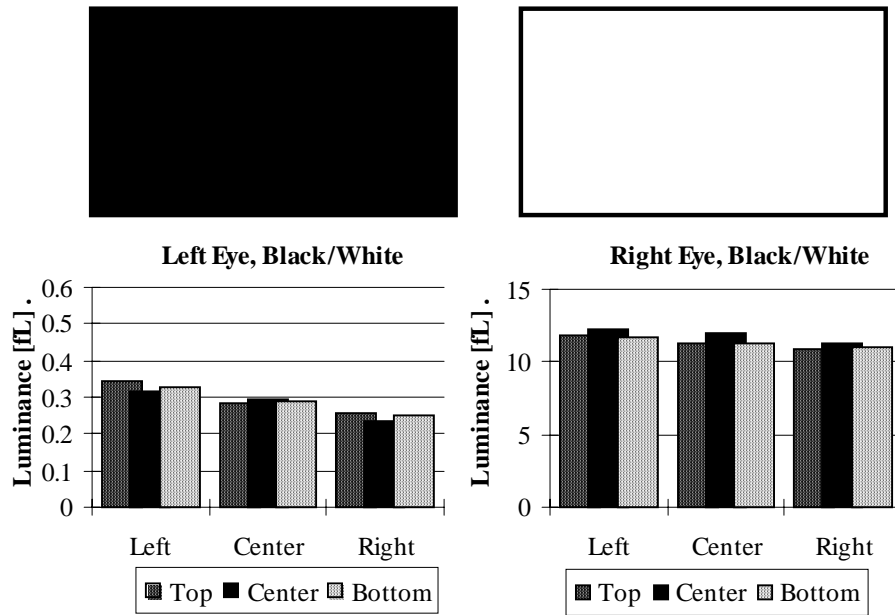 Left Eye, Black/White
Luminance [fL] .
0.6
0.5
0.4
0.3
0.2
0.1
0
Left Center Right
Top Center Bottom
Right Eye, Black/White
Luminance [fL] .
15
10
5
0
Left Center Right
Top Center Bottom